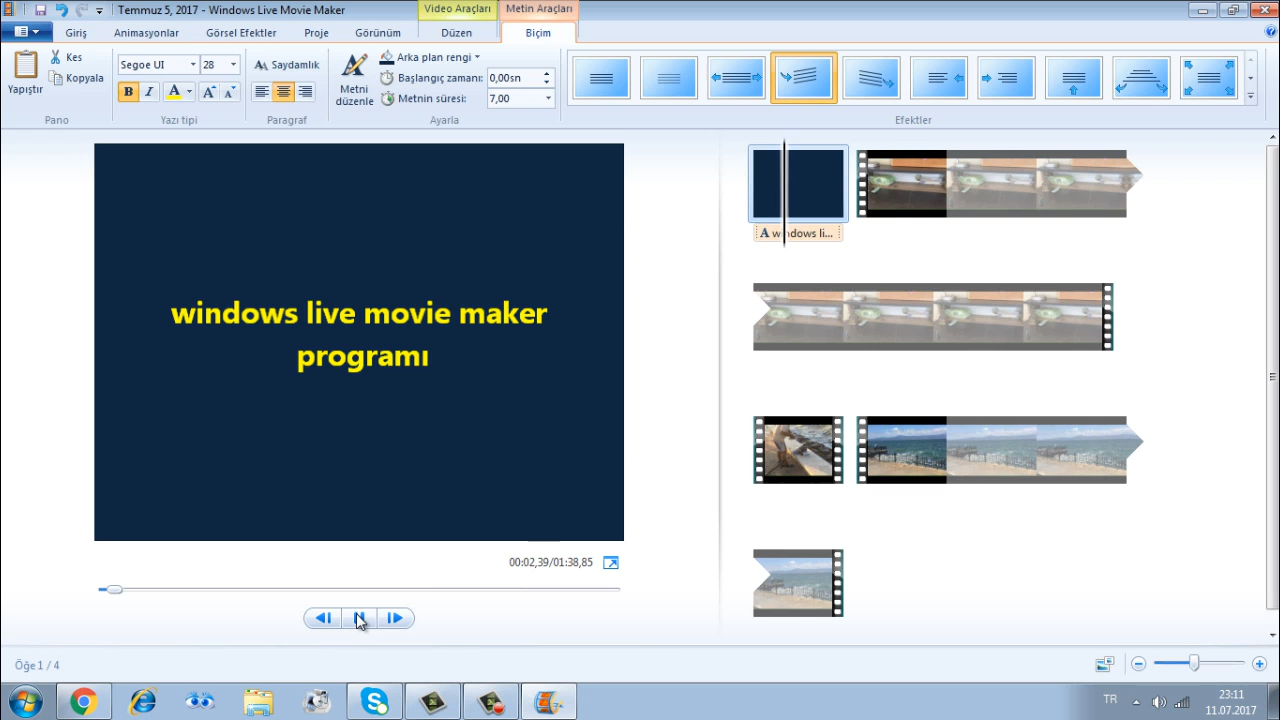 Temmuz 5, 2017 - Windows Live Movie Maker
Video Araçları
Metin Araçları
Giriş
Animasyonlar
Görsel Efektler
Proje
Görünüm
Düzen
Biçim
Yapıştır
Kes
Kopyala
Pano
Segoe UI
28
Saydamlık
B I A A A
Yazı tipi
Paragraf
Metni
düzenle
Arka plan rengi
Başlangıç zamanı: 0,00sn
Metnin süresi: 7,00
Ayarla
Efektler
windows live movie maker
programı
A windows li...
00:02,39/01:38,85
Öğe 1 / 4
TR
23:11
11.07.2017